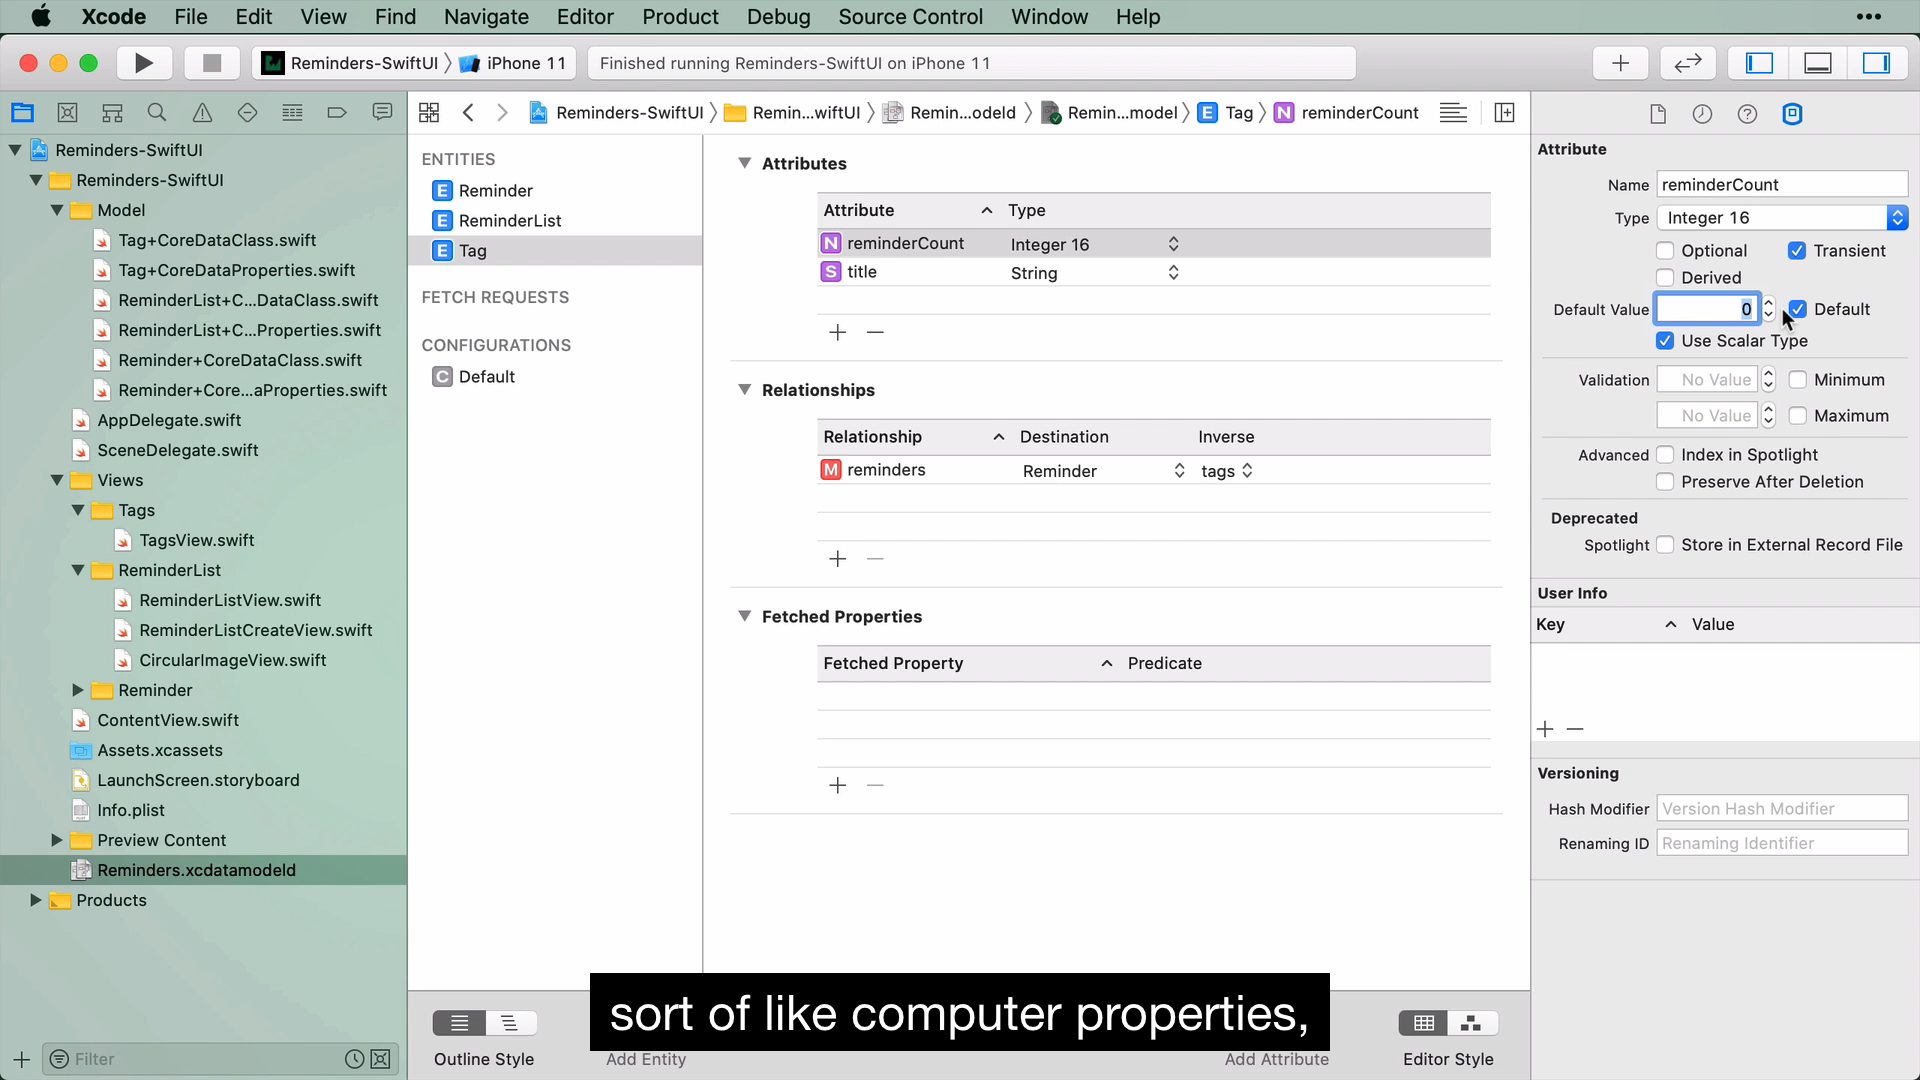 Xcode File Edit View Find Navigate Editor Product Debug Source Control Window Help •••
Reminders-SwiftUI iPhone 11
Finished running Reminders-SwiftUI on iPhone 11
Reminders-SwiftUI
Reminders-SwiftUI
Model
Tag+CoreDataClass.swift
Tag+CoreDataProperties.swift
ReminderList+C...DataClass.swift
ReminderList+C...Properties.swift
Reminder+CoreDataClass.swift
Reminder+Core...aProperties.swift
AppDelegate.swift
SceneDelegate.swift
Views
Tags
TagsView.swift
ReminderList
ReminderListView.swift
ReminderListCreateView.swift
CircularImageView.swift
Reminder
ContentView.swift
Assets.xcassets
LaunchScreen.storyboard
Info.plist
Preview Content
Reminders.xcdatamodeld
Products
Filter
Reminders-SwiftUI Remin...wiftUI Remin...odeld Remin...model E Tag N reminderCount
ENTITIES
E Reminder
E ReminderList
E Tag
FETCH REQUESTS
CONFIGURATIONS
C Default
Attributes
Attribute Type
N reminderCount Integer 16
S title String
Relationships
Relationship Destination Inverse
M reminders Reminder tags
Fetched Properties
Fetched Property Predicate
Outline Style Add Entity Add Attribute Editor Style
sort of like computer properties,
Attribute
Name reminderCount
Type Integer 16
Optional Transient
Derived
Default Value 0 Default
Use Scalar Type
Validation No Value Minimum
No Value Maximum
Advanced Index in Spotlight
Preserve After Deletion
Deprecated
Spotlight Store in External Record File
User Info
Key Value
Versioning
Hash Modifier Version Hash Modifier
Renaming ID Renaming Identifier